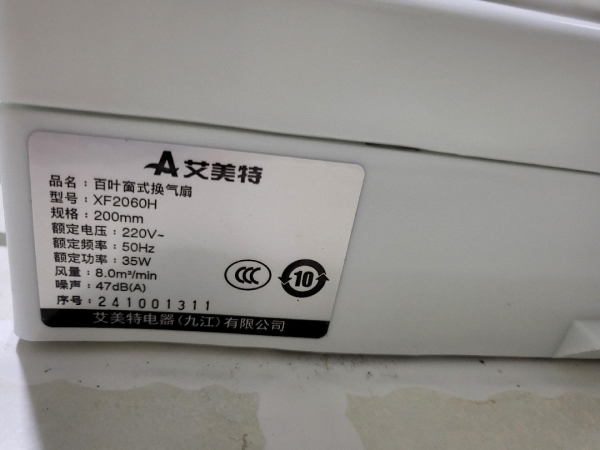 艾美特
品名：百叶窗式换气扇
型号：XF2060H
规格：200mm
额定电压：220V~
额定频率：50Hz
额定功率：35W
风量：8.0m³/min
噪声：47dB(A)
序号：241001311
CCC
10
艾美特电器(九江)有限公司